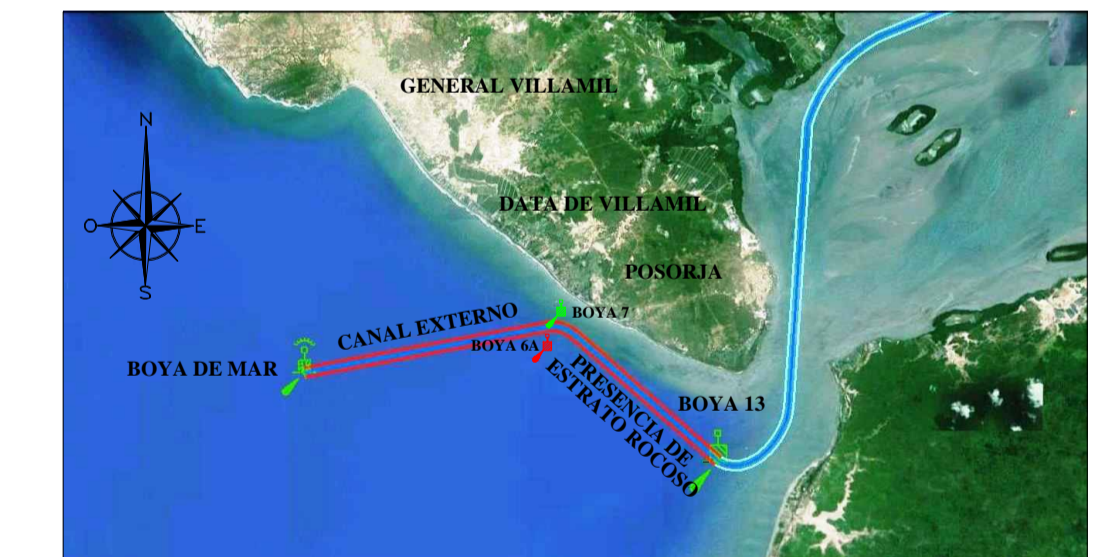 GENERAL VILLAMIL
N
DATA DE VILLAMIL
O
E
POSORJA
S
CANAL EXTERNO
BOYA 7
BOYA 6A
BOYA DE MAR
PRESENCIA DE
ESTRATO ROCOSO
BOYA 13